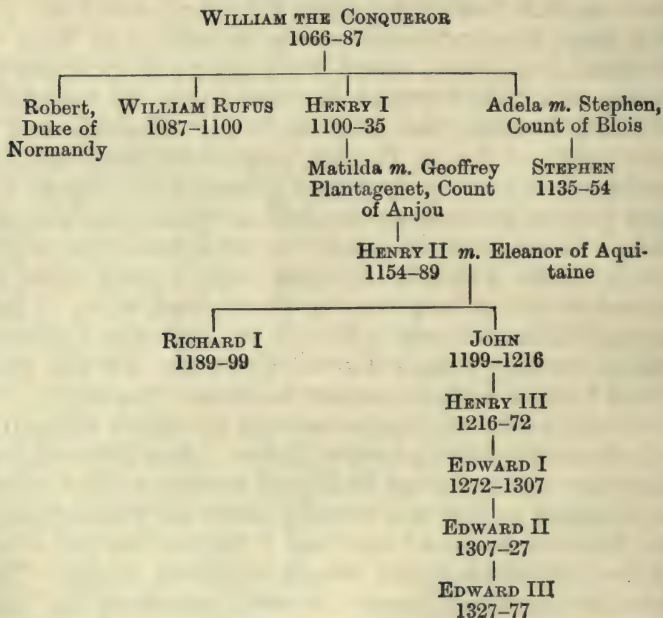 WILLIAM THE CONQUEROR
1066–87
Robert, Duke of Normandy
WILLIAM RUFUS
1087–1100
HENRY I
1100–35
Adela m. Stephen, Count of Blois
Matilda m. Geoffrey Plantagenet, Count of Anjou
STEPHEN
1135–54
HENRY II m. Eleanor of Aqui-
1154–89 taine
RICHARD I
1189–99
JOHN
1199–1216
HENRY III
1216–72
EDWARD I
1272–1307
EDWARD II
1307–27
EDWARD III
1327–77